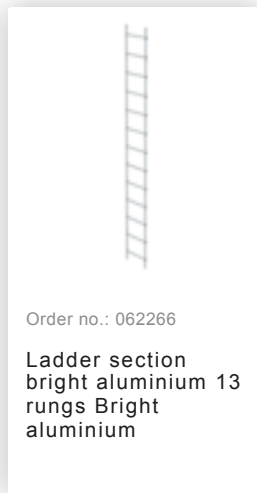 Order no.: 062266
Ladder section
bright aluminium 13
rungs Bright
aluminium